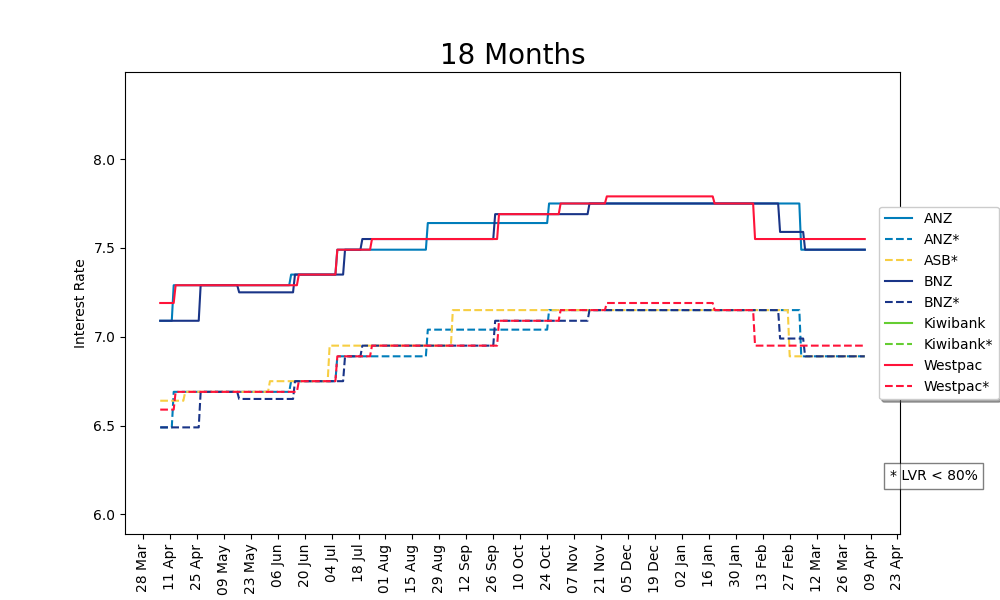 18 Months
Interest Rate
8.0
7.5
7.0
6.5
6.0
28 Mar
11 Apr
25 Apr
09 May
23 May
06 Jun
20 Jun
04 Jul
18 Jul
01 Aug
15 Aug
29 Aug
12 Sep
26 Sep
10 Oct
24 Oct
07 Nov
21 Nov
05 Dec
19 Dec
02 Jan
16 Jan
30 Jan
13 Feb
27 Feb
12 Mar
26 Mar
09 Apr
23 Apr
ANZ
ANZ*
ASB*
BNZ
BNZ*
Kiwibank
Kiwibank*
Westpac
Westpac*
* LVR < 80%